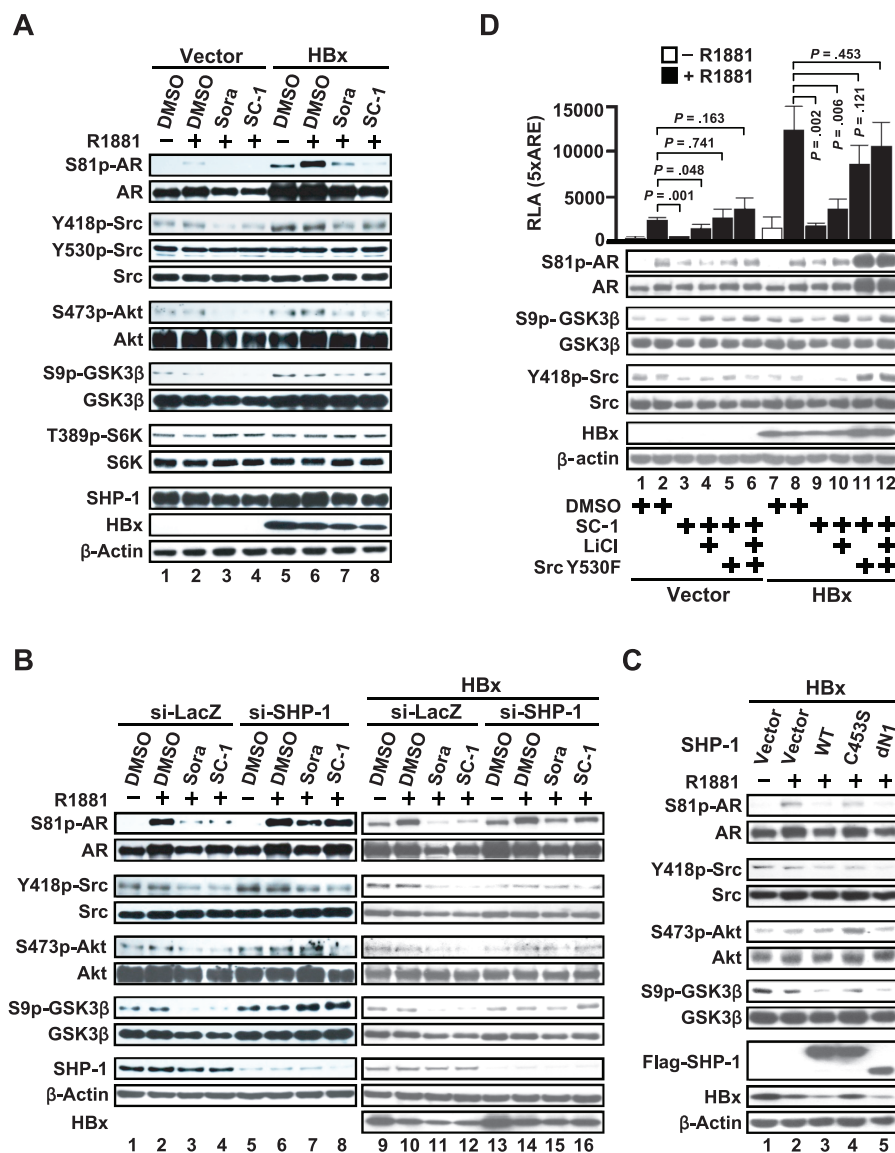 A
Vector HBx
DMSO DMSO Sora SC-1 DMSO DMSO Sora SC-1
R1881 – + + + – + + +
S81p-AR
AR
Y418p-Src
Y530p-Src
Src
S473p-Akt
Akt
S9p-GSK3β
GSK3β
T389p-S6K
S6K
SHP-1
HBx
β-Actin
1 2 3 4 5 6 7 8
D
– R1881
+ R1881
P = .453
P = .121
P = .006
P = .002
P = .163
P = .741
P = .048
P = .001
RLA (5xARE)
15000
10000
5000
0
S81p-AR
AR
S9p-GSK3β
GSK3β
Y418p-Src
Src
HBx
β-actin
1 2 3 4 5 6 7 8 9 10 11 12
DMSO + + + +
SC-1 + + + + + + + +
LiCl + + + +
Src Y530F + + + +
Vector HBx
B
HBx
si-LacZ si-SHP-1 si-LacZ si-SHP-1
DMSO DMSO Sora SC-1 DMSO DMSO Sora SC-1 DMSO DMSO Sora SC-1 DMSO DMSO Sora SC-1
R1881 – + + + – + + + – + + + – + + +
S81p-AR
AR
Y418p-Src
Src
S473p-Akt
Akt
S9p-GSK3β
GSK3β
SHP-1
β-Actin
HBx
1 2 3 4 5 6 7 8 9 10 11 12 13 14 15 16
C
HBx
SHP-1 Vector Vector WT C453S dN1
R1881 – + + + +
S81p-AR
AR
Y418p-Src
Src
S473p-Akt
Akt
S9p-GSK3β
GSK3β
Flag-SHP-1
HBx
β-Actin
1 2 3 4 5